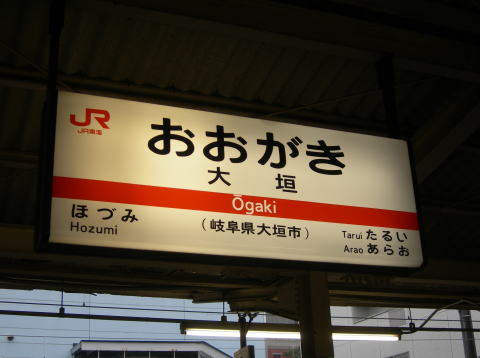 JR
JR東海
おおがき
大垣
Ōgaki
ほづみ
Hozumi
(岐阜県大垣市)
Tarui たるい
Arao あらお